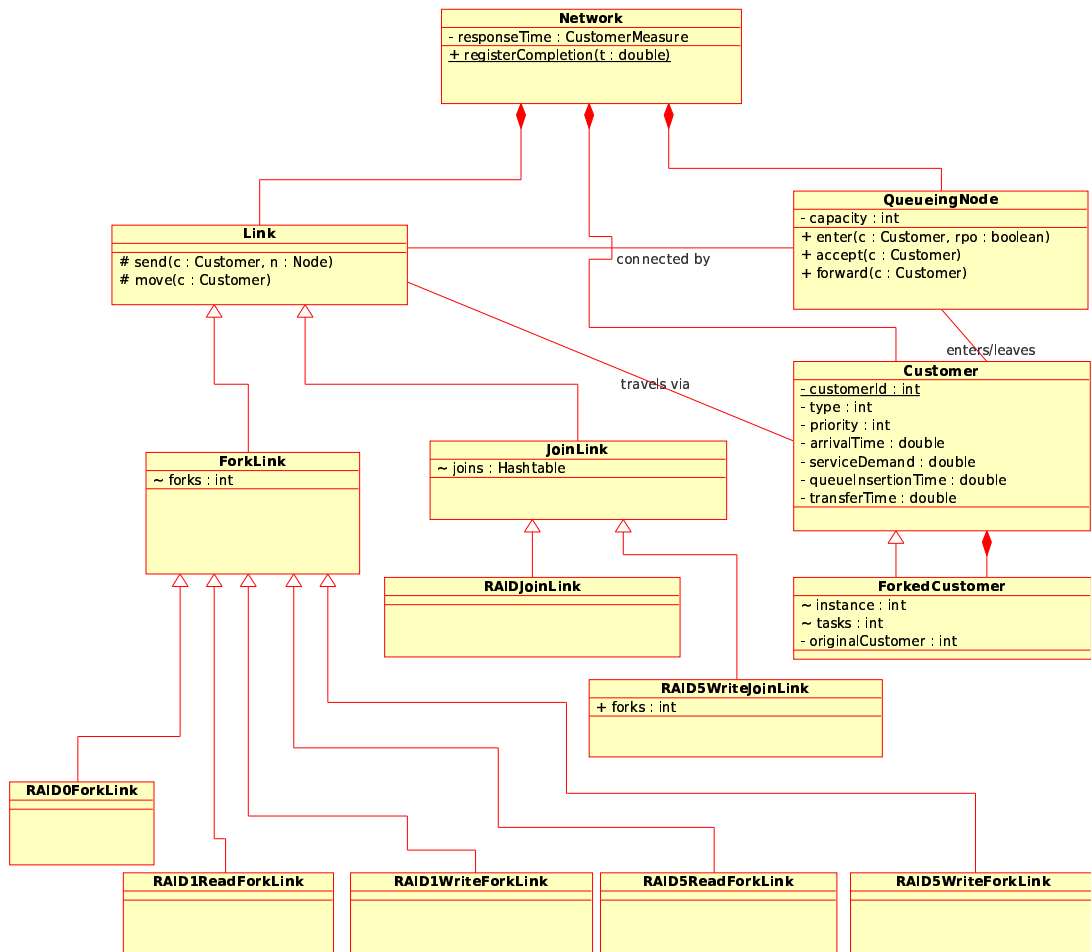 Network
- responseTime : CustomerMeasure
+ registerCompletion(t : double)
QueueingNode
- capacity : int
+ enter(c : Customer, rpo : boolean)
+ accept(c : Customer)
+ forward(c : Customer)
Link
# send(c : Customer, n : Node)
# move(c : Customer)
connected by
enters/leaves
travels via
Customer
- customerId : int
- type : int
- priority : int
- arrivalTime : double
- serviceDemand : double
- queueInsertionTime : double
- transferTime : double
ForkLink
~ forks : int
JoinLink
~ joins : Hashtable
RAIDJoinLink
ForkedCustomer
~ instance : int
~ tasks : int
- originalCustomer : int
RAID5WriteJoinLink
+ forks : int
RAID0ForkLink
RAID1ReadForkLink
RAID1WriteForkLink
RAID5ReadForkLink
RAID5WriteForkLink